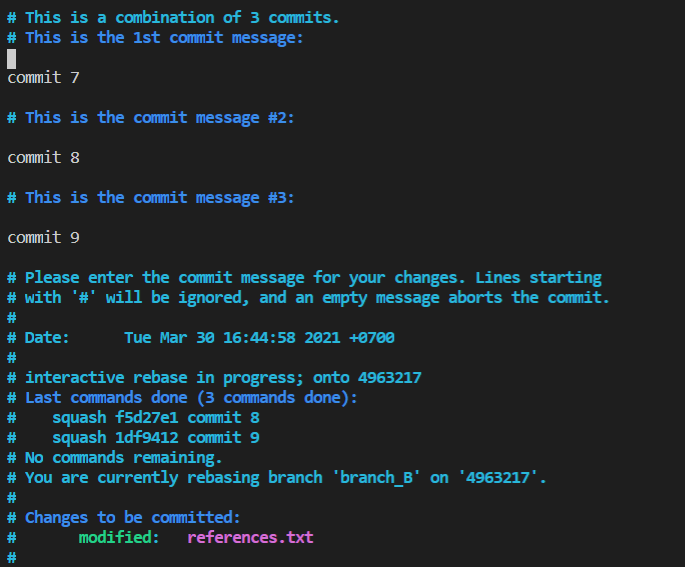 # This is a combination of 3 commits.
# This is the 1st commit message:
commit 7
# This is the commit message #2:
commit 8
# This is the commit message #3:
commit 9
# Please enter the commit message for your changes. Lines starting
# with '#' will be ignored, and an empty message aborts the commit.
#
# Date:      Tue Mar 30 16:44:58 2021 +0700
#
# interactive rebase in progress; onto 4963217
# Last commands done (3 commands done):
#    squash f5d27e1 commit 8
#    squash 1df9412 commit 9
# No commands remaining.
# You are currently rebasing branch 'branch_B' on '4963217'.
#
# Changes to be committed:
#       modified:   references.txt
#